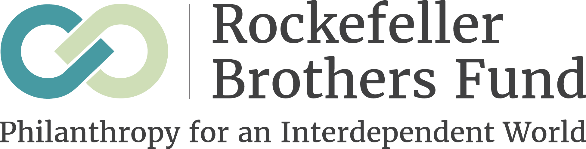 Rockefeller
Brothers Fund
Philanthropy for an Interdependent World